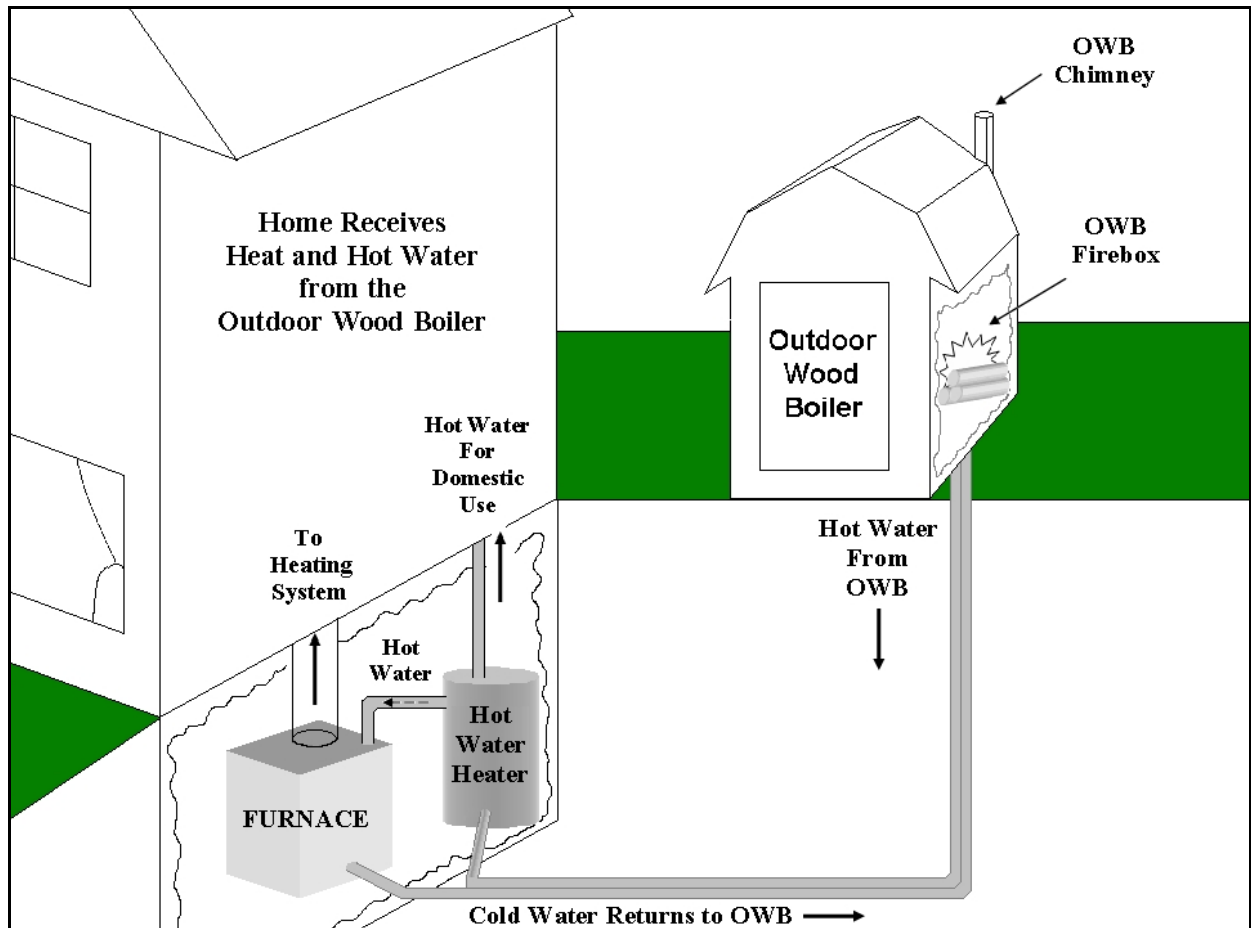 OWB
Chimney
Home Receives
Heat and Hot Water
from the
Outdoor Wood Boiler
OWB
Firebox
Outdoor
Wood
Boiler
Hot Water
For
Domestic
Use
To
Heating
System
Hot Water
From
OWB
Hot
Water
Hot
Water
Heater
FURNACE
Cold Water Returns to OWB